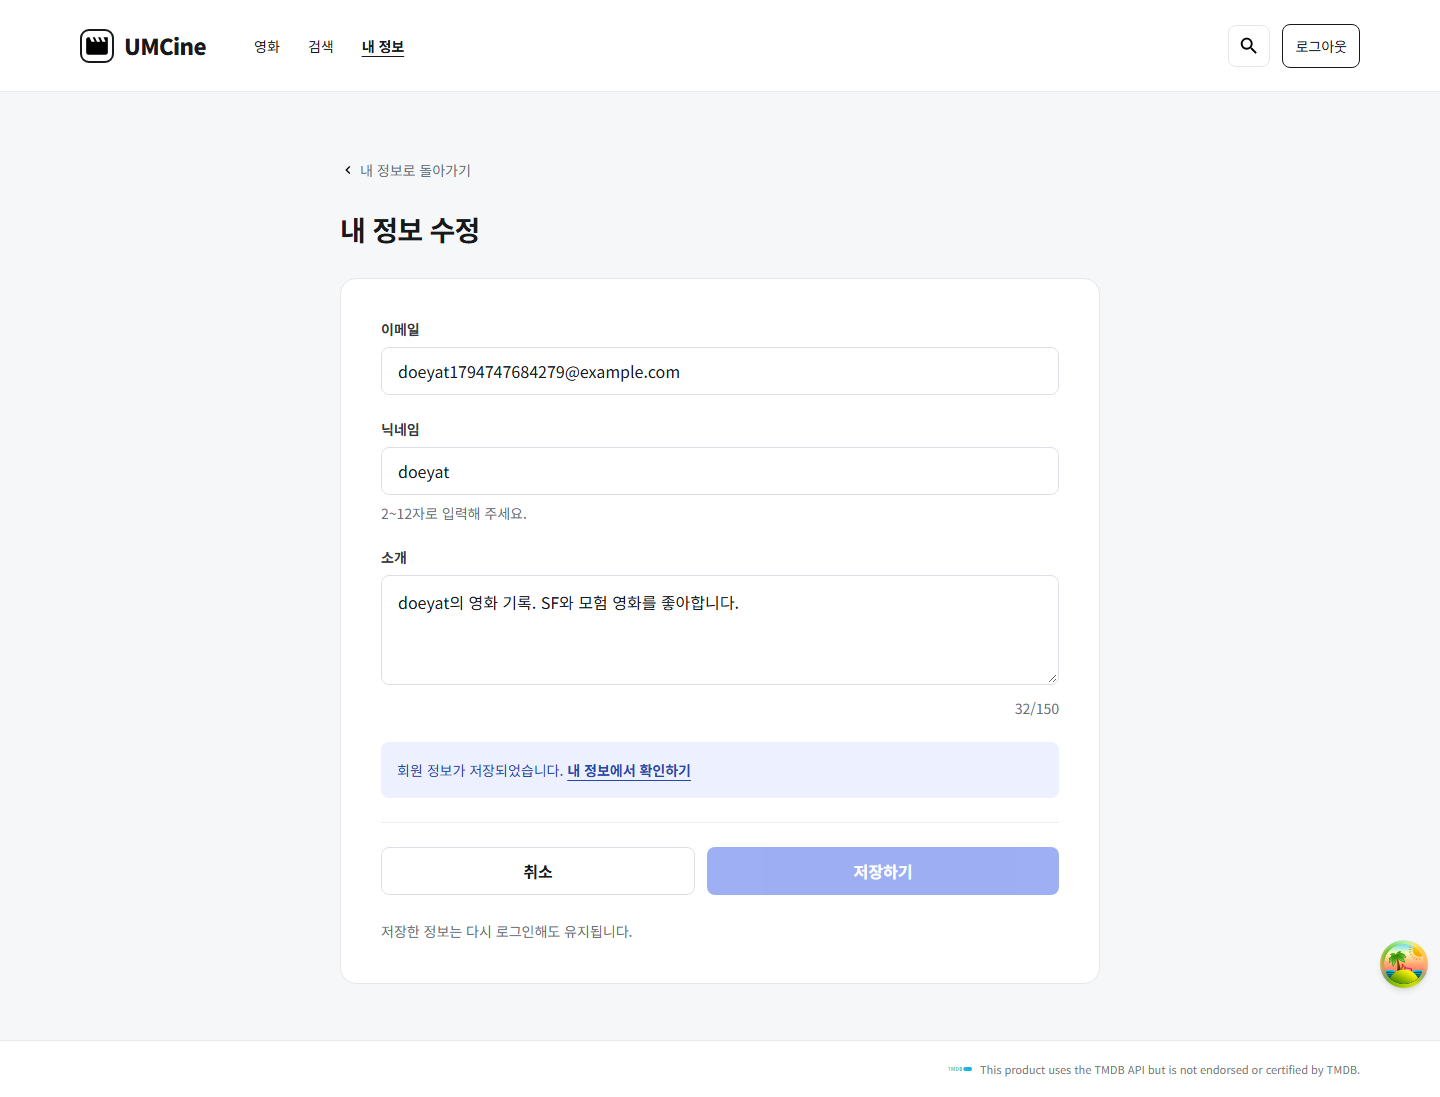 UMCine 영화 검색 내 정보 로그아웃
내 정보로 돌아가기
내 정보 수정
이메일
doeyat1794747684279@example.com
닉네임
doeyat
2~12자로 입력해 주세요.
소개
doeyat의 영화 기록. SF와 모험 영화를 좋아합니다.
32/150
회원 정보가 저장되었습니다. 내 정보에서 확인하기
취소 저장하기
저장한 정보는 다시 로그인해도 유지됩니다.
TMDB This product uses the TMDB API but is not endorsed or certified by TMDB.